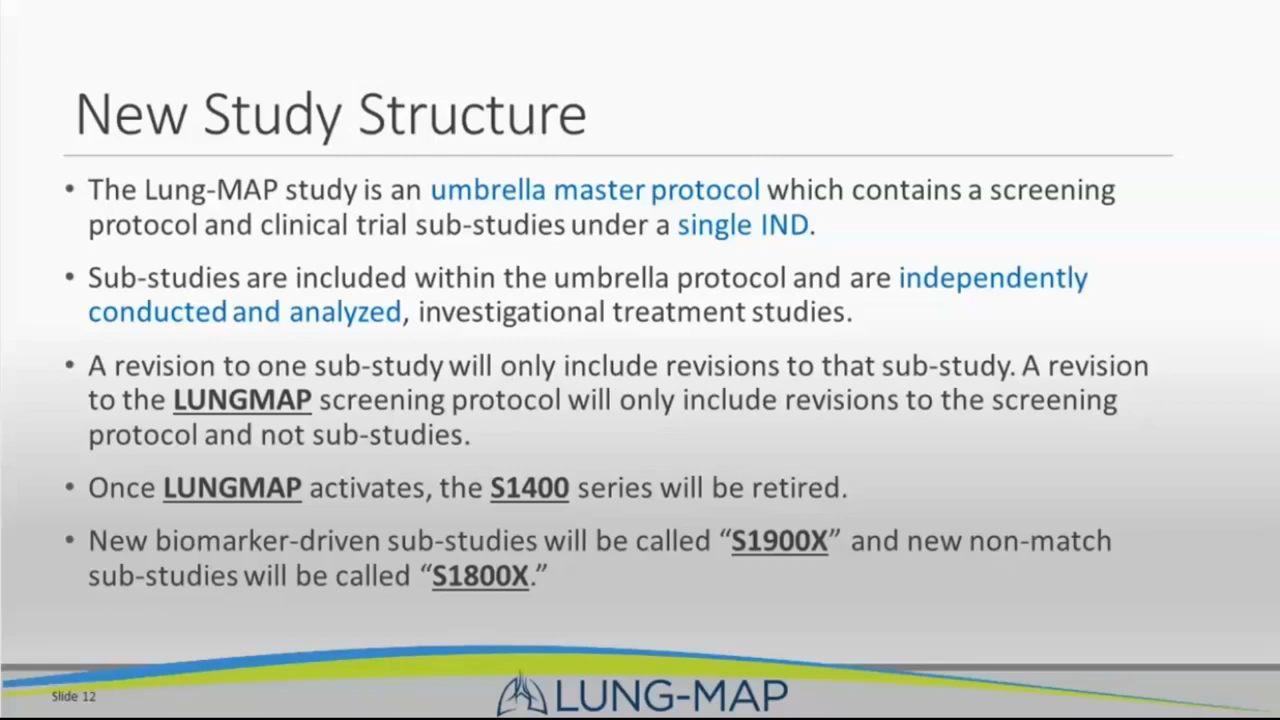 New Study Structure
• The Lung-MAP study is an umbrella master protocol which contains a screening
protocol and clinical trial sub-studies under a single IND.
• Sub-studies are included within the umbrella protocol and are independently
conducted and analyzed, investigational treatment studies.
• A revision to one sub-study will only include revisions to that sub-study. A revision
to the LUNGMAP screening protocol will only include revisions to the screening
protocol and not sub-studies.
• Once LUNGMAP activates, the S1400 series will be retired.
• New biomarker-driven sub-studies will be called “S1900X” and new non-match
sub-studies will be called “S1800X.”
Slide 12
LUNG-MAP